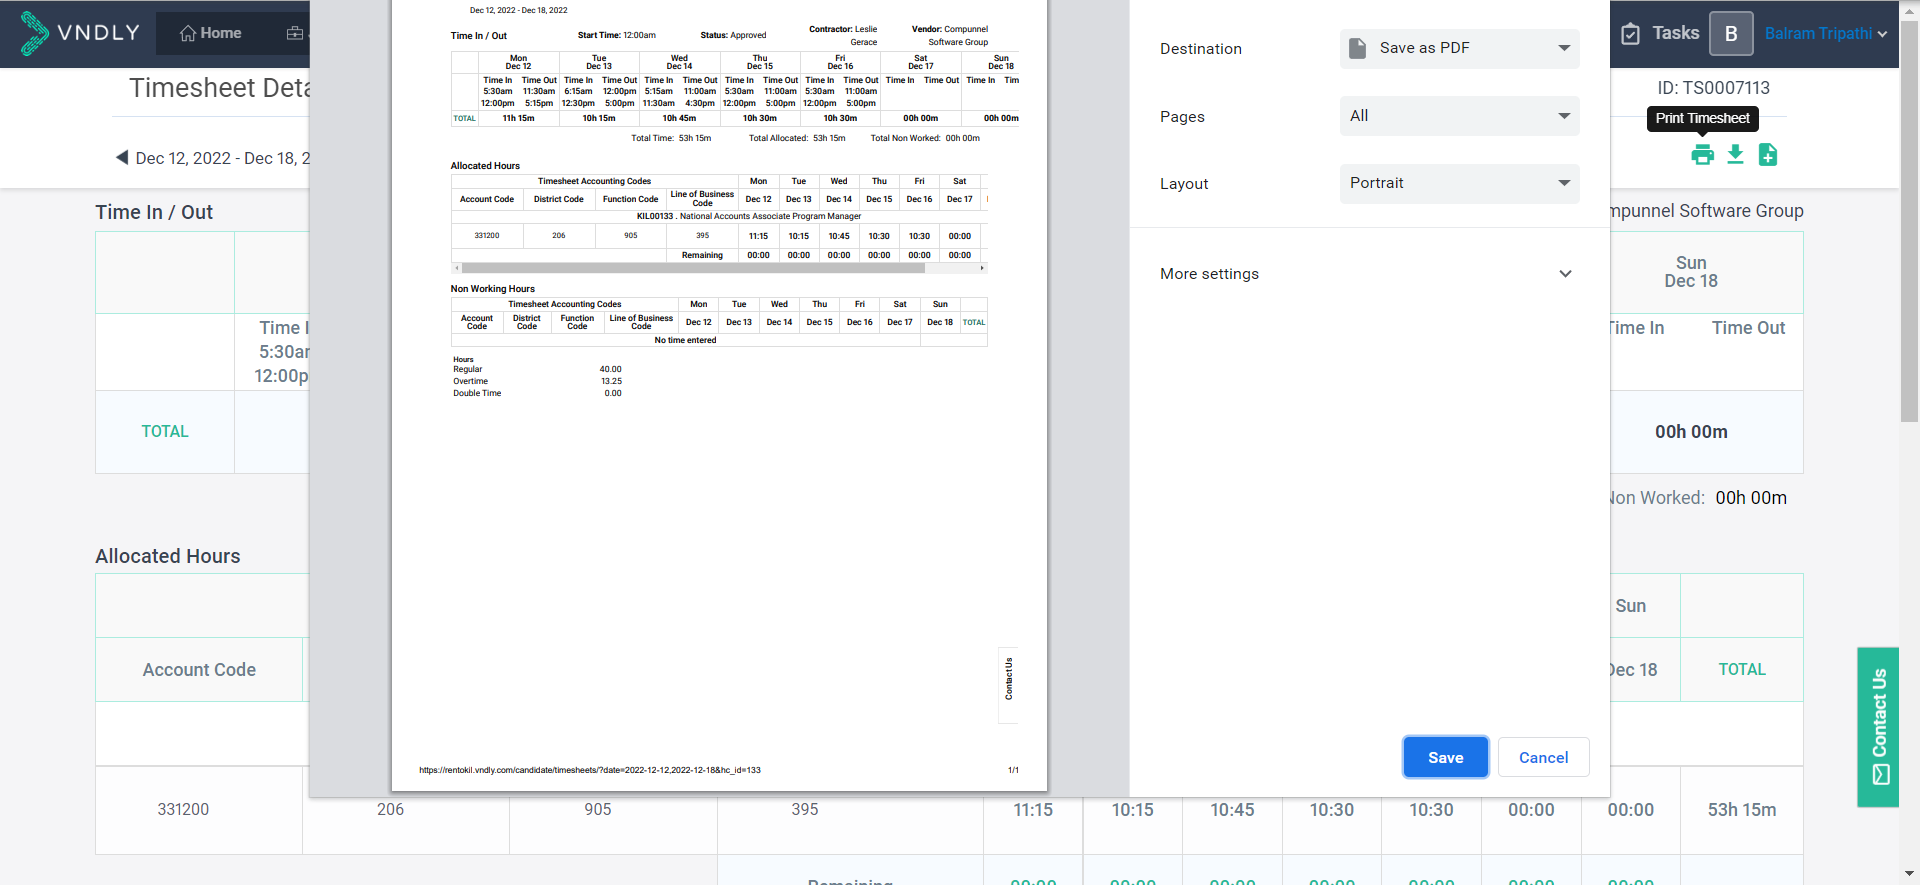 VNDLY
Home
Tasks
B
Balram Tripathi
Timesheet Deta
ID: TS0007113
Print Timesheet
Dec 12, 2022 - Dec 18, 2
Time In / Out
mpunnel Software Group
Sun
Dec 18
Time I
Time In Time Out
5:30ar
12:00p
TOTAL
00h 00m
Non Worked: 00h 00m
Allocated Hours
Sun
Account Code
Dec 18
TOTAL
331200 206 905 395 11:15 10:15 10:45 10:30 10:30 00:00 00:00 53h 15m
Remaining 00:00 00:00 00:00 00:00 00:00 00:00 00:00
Contact Us
Dec 12, 2022 - Dec 18, 2022
Time In / Out
Start Time: 12:00am
Status: Approved
Contractor: Leslie
Gerace
Vendor: Compunnel
Software Group
Mon Tue Wed Thu Fri Sat Sun
Dec 12 Dec 13 Dec 14 Dec 15 Dec 16 Dec 17 Dec 18
Time In Time Out Time In Time Out Time In Time Out Time In Time Out Time In Time Out Time In Time Out Time In Tim
5:30am 11:30am 6:15am 12:00pm 5:15am 11:00am 5:30am 11:00am 5:30am 11:00am
12:00pm 5:15pm 12:30pm 5:00pm 11:30am 4:30pm 12:00pm 5:00pm 12:00pm 5:00pm
TOTAL 11h 15m 10h 15m 10h 45m 10h 30m 10h 30m 00h 00m 00h 00m
Total Time: 53h 15m Total Allocated: 53h 15m Total Non Worked: 00h 00m
Allocated Hours
Timesheet Accounting Codes Mon Tue Wed Thu Fri Sat
Account Code District Code Function Code Line of Business Code Dec 12 Dec 13 Dec 14 Dec 15 Dec 16 Dec 17
KIL00133 . National Accounts Associate Program Manager
331200 206 905 395 11:15 10:15 10:45 10:30 10:30 00:00
Remaining 00:00 00:00 00:00 00:00 00:00 00:00
Non Working Hours
Timesheet Accounting Codes Mon Tue Wed Thu Fri Sat Sun
Account Code District Code Function Code Line of Business Code Dec 12 Dec 13 Dec 14 Dec 15 Dec 16 Dec 17 Dec 18 TOTAL
No time entered
Hours
Regular 40.00
Overtime 13.25
Double Time 0.00
Contact Us
https://rentokil.vndly.com/candidate/timesheets/?date=2022-12-12,2022-12-18&hc_id=133
1/1
Destination Save as PDF
Pages All
Layout Portrait
More settings
Save Cancel